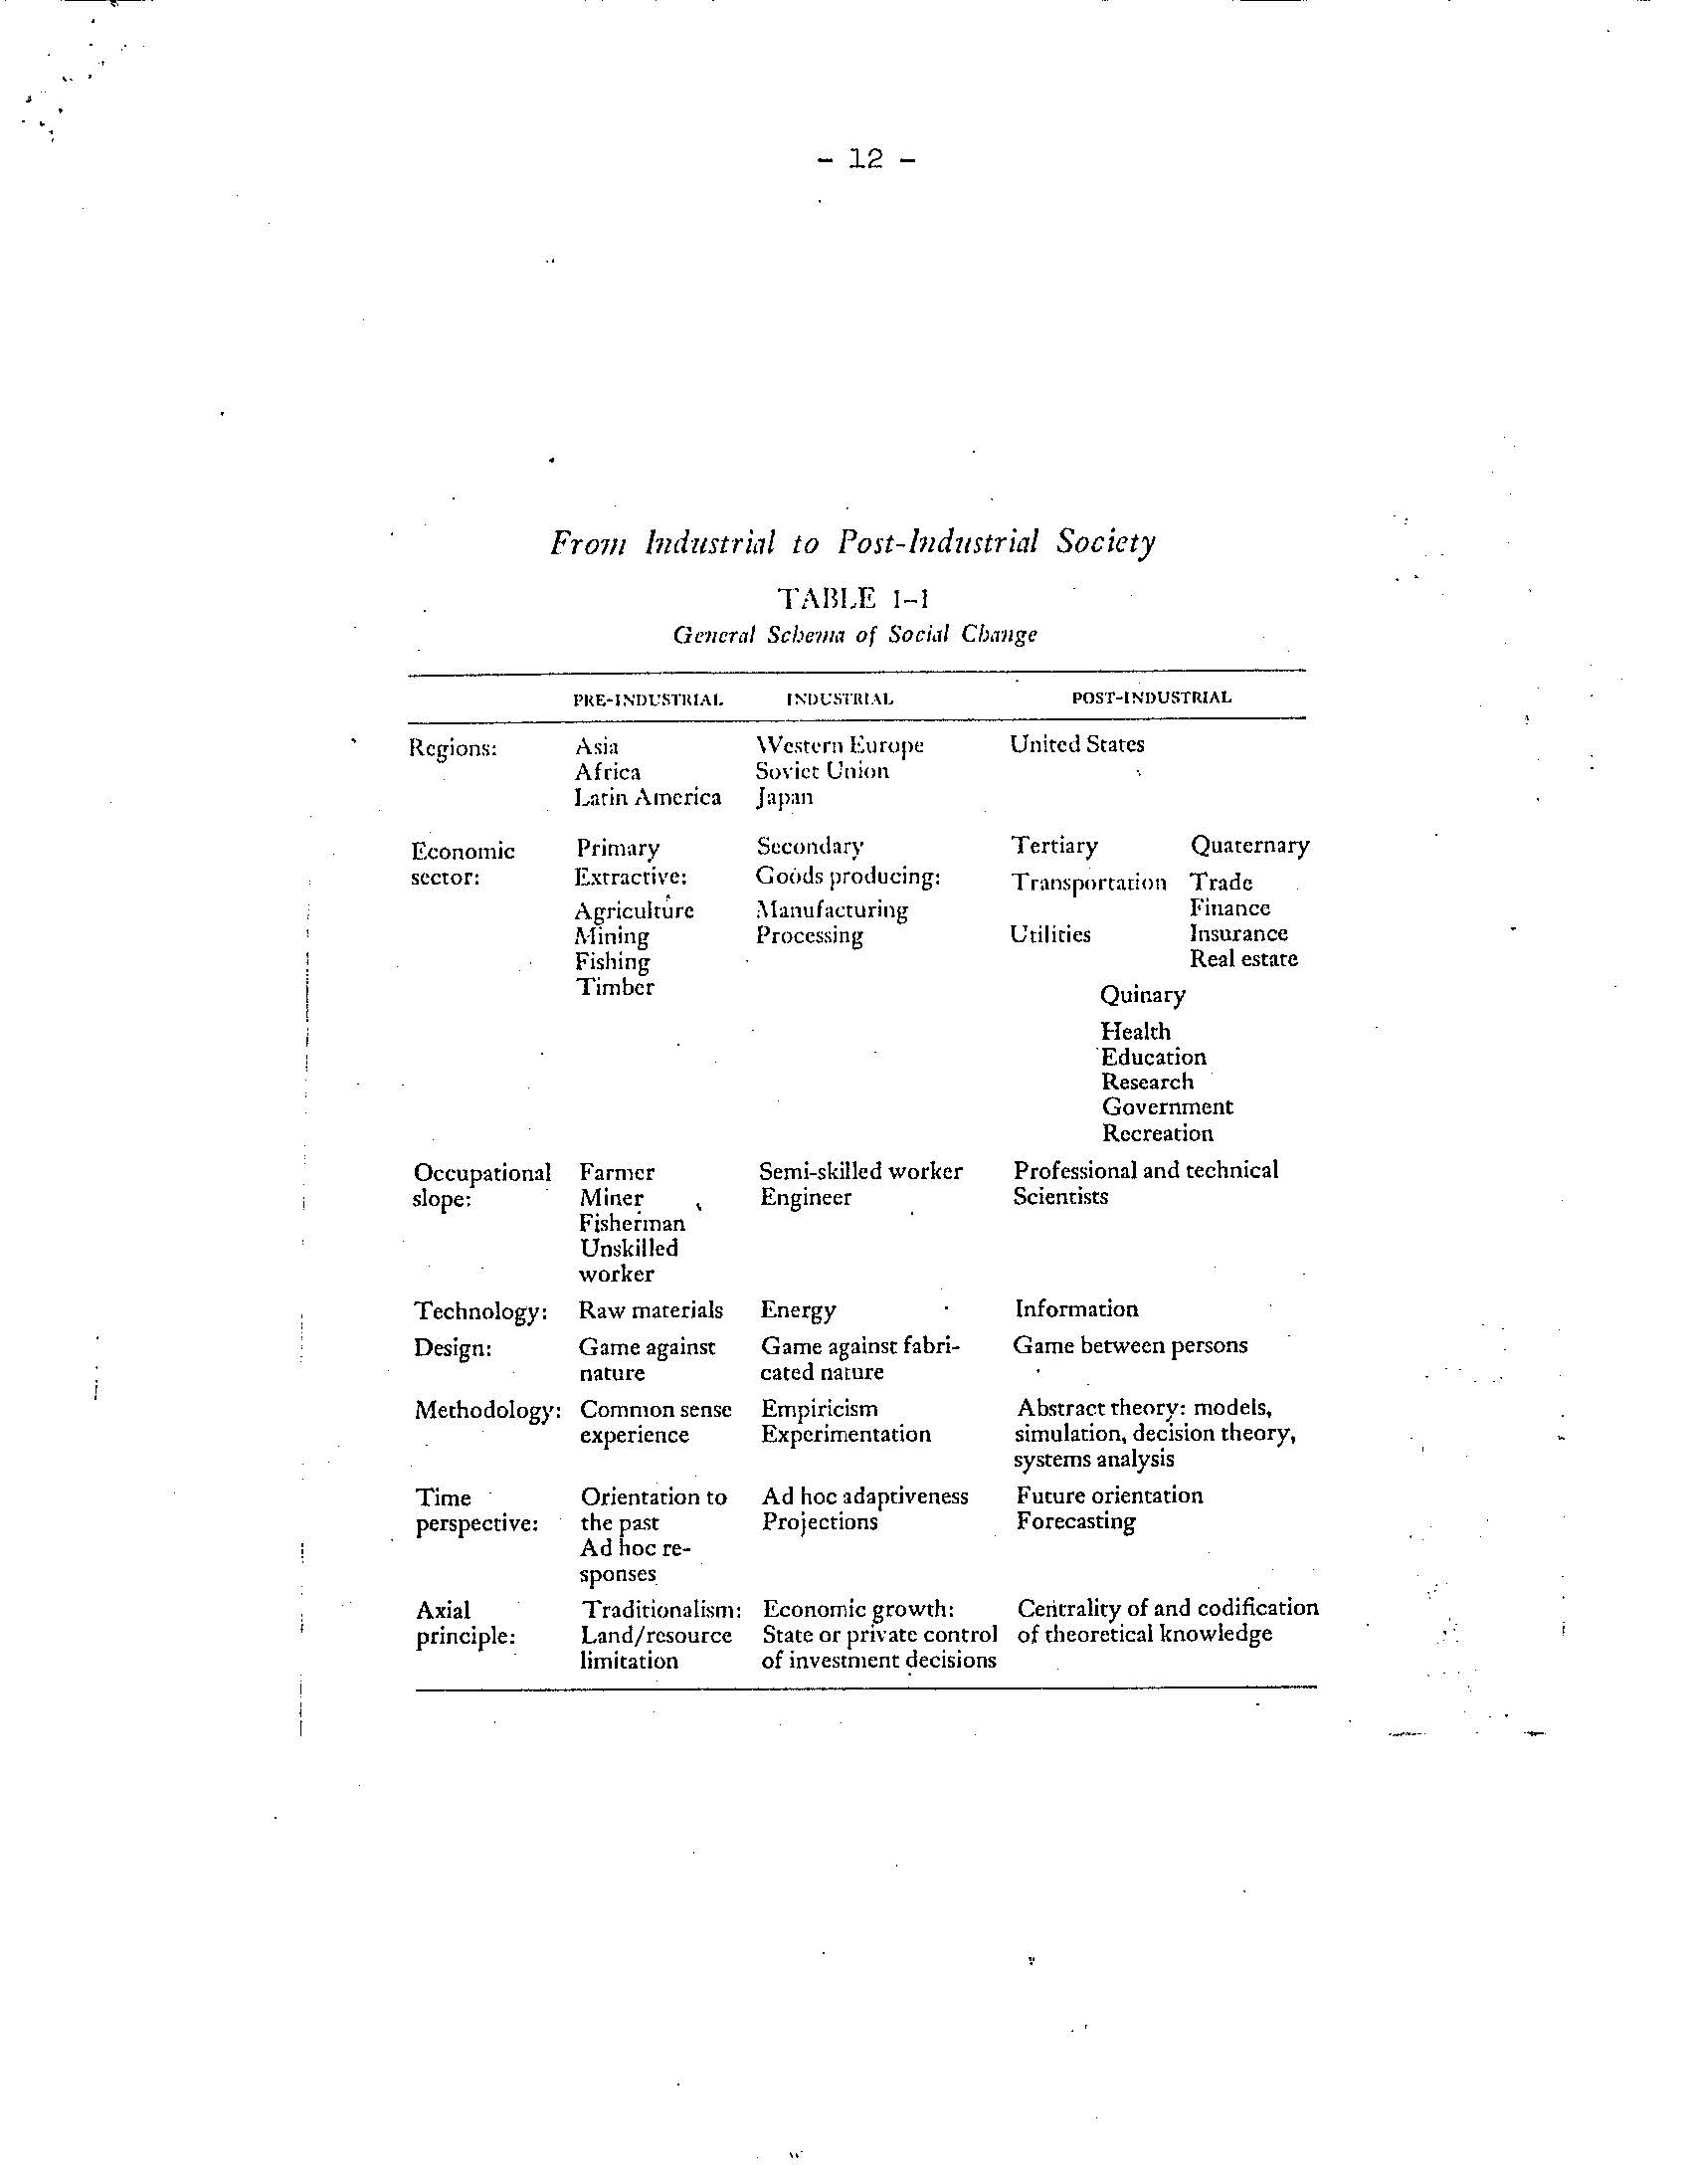 - 12 -
From Industrial to Post-Industrial Society
TABLE 1-1
General Schema of Social Change
PRE-INDUSTRIAL INDUSTRIAL POST-INDUSTRIAL
Regions: Asia Western Europe United States
Africa Soviet Union
Latin America Japan
Economic Primary Secondary Tertiary Quaternary
sector: Extractive: Goods producing: Transportation Trade
Agriculture Manufacturing Finance
Mining Processing Utilities Insurance
Fishing Real estate
Timber Quinary
Health
Education
Research
Government
Recreation
Occupational Farmer Semi-skilled worker Professional and technical
slope: Miner Engineer Scientists
Fisherman
Unskilled
worker
Technology: Raw materials Energy Information
Design: Game against Game against fabri- Game between persons
nature cated nature
Methodology: Common sense Empiricism Abstract theory: models,
experience Experimentation simulation, decision theory,
systems analysis
Time Orientation to Ad hoc adaptiveness Future orientation
perspective: the past Projections Forecasting
Ad hoc re-
sponses
Axial Traditionalism: Economic growth: Centrality of and codification
principle: Land/resource State or private control of theoretical knowledge
limitation of investment decisions